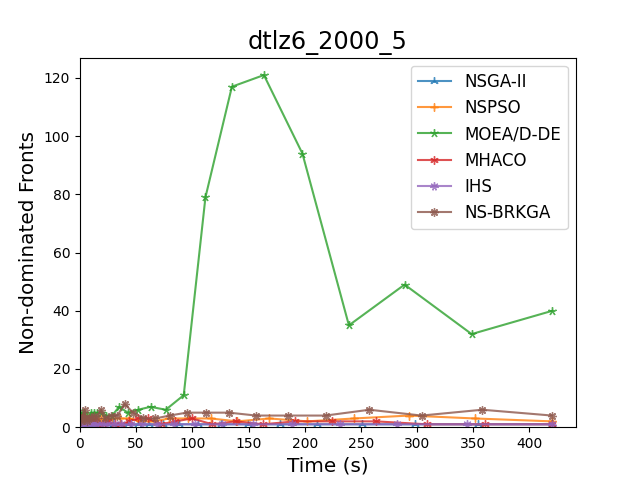 dtlz6_2000_5
Non-dominated Fronts
120
100
80
60
40
20
0
NSGA-II
NSPSO
MOEA/D-DE
MHACO
IHS
NS-BRKGA
0 50 100 150 200 250 300 350 400
Time (s)